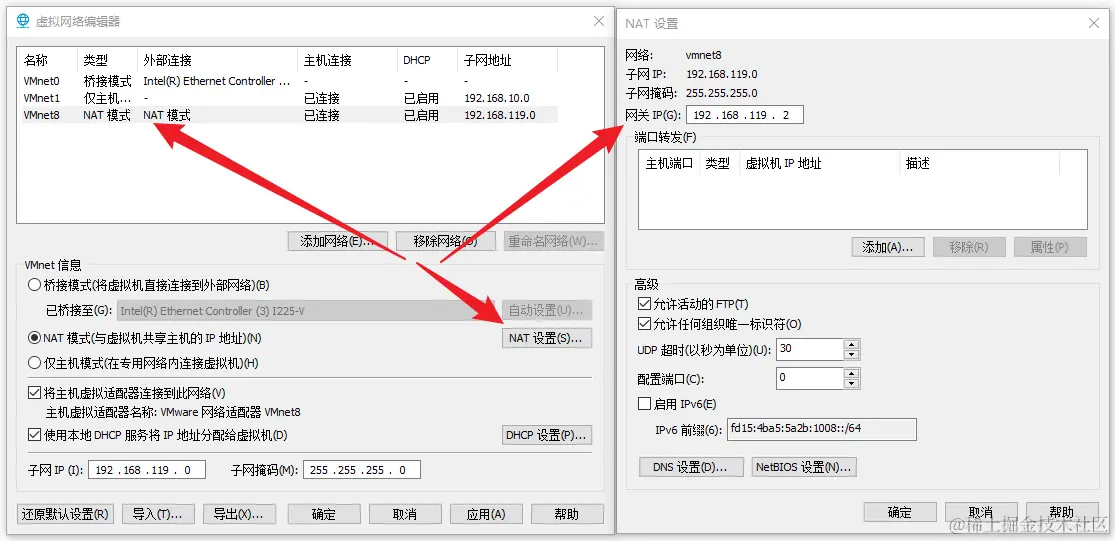 虚拟网络编辑器
名称 类型 外部连接 主机连接 DHCP 子网地址
VMnet0 桥接模式 Intel(R) Ethernet Controller ... - - -
VMnet1 仅主机... - 已连接 已启用 192.168.10.0
VMnet8 NAT 模式 NAT 模式 已连接 已启用 192.168.119.0
添加网络(E)... 移除网络(O) 重命名网络(W)...
VMnet 信息
桥接模式(将虚拟机直接连接到外部网络)(B)
已桥接至(G): Intel(R) Ethernet Controller (3) I225-V 自动设置(U)...
NAT 模式(与虚拟机共享主机的 IP 地址)(N) NAT 设置(S)...
仅主机模式(在专用网络内连接虚拟机)(H)
将主机虚拟适配器连接到此网络(V)
主机虚拟适配器名称: VMware 网络适配器 VMnet8
使用本地 DHCP 服务将 IP 地址分配给虚拟机(D) DHCP 设置(P)...
子网 IP (I): 192 . 168 . 119 . 0 子网掩码(M): 255 . 255 . 255 . 0
还原默认设置(R) 导入(T)... 导出(X)... 确定 取消 应用(A) 帮助
NAT 设置
网络: vmnet8
子网 IP: 192.168.119.0
子网掩码: 255.255.255.0
网关 IP(G): 192 . 168 . 119 . 2
端口转发(F)
主机端口 类型 虚拟机 IP 地址 描述
添加(A)... 移除(R) 属性(P)
高级
允许活动的 FTP(T)
允许任何组织唯一标识符(O)
UDP 超时(以秒为单位)(U): 30
配置端口(C): 0
启用 IPv6(E)
IPv6 前缀(6): fd15:4ba5:5a2b:1008::/64
DNS 设置(D)... NetBIOS 设置(N)...
确定 取消 帮助
@稀土掘金技术社区